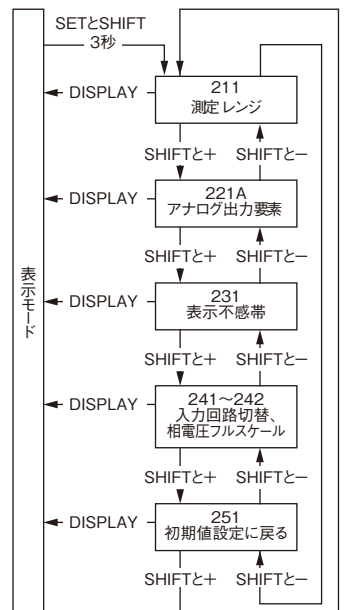 SETとSHIFT
3秒
211
測定レンジ
DISPLAY
SHIFTと+ SHIFTと−
221A
アナログ出力要素
DISPLAY
SHIFTと+ SHIFTと−
表示モード
231
表示不感帯
DISPLAY
SHIFTと+ SHIFTと−
241〜242
入力回路切替、
相電圧フルスケール
DISPLAY
SHIFTと+ SHIFTと−
251
初期値設定に戻る
DISPLAY
SHIFTと+ SHIFTと−